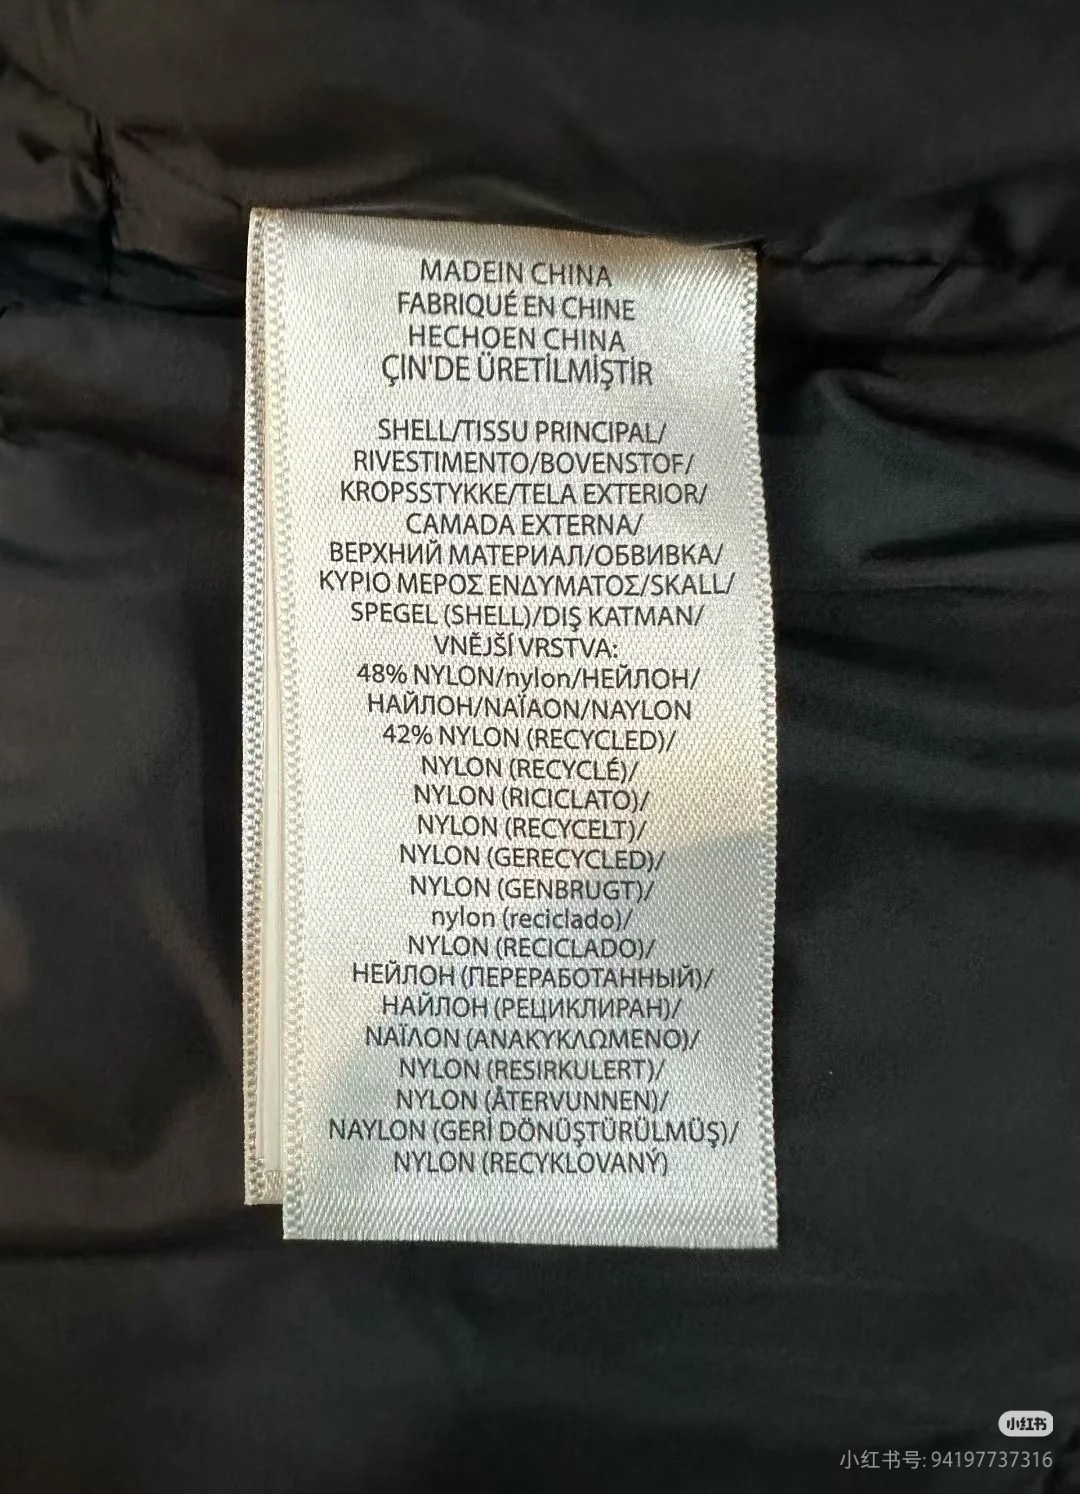 MADEIN CHINA
FABRIQUÉ EN CHINE
HECHOEN CHINA
ÇIN'DE ÜRETİLMİŞTİR
SHELL/TISSU PRINCIPAL/
RIVESTIMENTO/BOVENSTOF/
KROPSSTYKKE/TELA EXTERIOR/
CAMADA EXTERNA/
ВЕРХНИЙ МАТЕРИАЛ/ОБВИВКА/
ΚΥΡΙΟ ΜΕΡΟΣ ΕΝΔΥΜΑΤΟΣ/SKALL/
SPEGEL (SHELL)/DIŞ KATMAN/
VNĚJŠÍ VRSTVA:
48% NYLON/nylon/НЕЙЛОН/
НАЙЛОН/NAÏAON/NAYLON
42% NYLON (RECYCLED)/
NYLON (RECYCLÉ)/
NYLON (RICICLATO)/
NYLON (RECYCELT)/
NYLON (GERECYCLED)/
NYLON (GENBRUGT)/
nylon (reciclado)/
NYLON (RECICLADO)/
НЕЙЛОН (ПЕРЕРАБОТАННЫЙ)/
НАЙЛОН (РЕЦИКЛИРАН)/
ΝΑΪΛΟΝ (ΑΝΑΚΥΚΛΩΜΕΝΟ)/
NYLON (RESIRKULERT)/
NYLON (ÅTERVUNNEN)/
NAYLON (GERİ DÖNÜŞTÜRÜLMÜŞ)/
NYLON (RECYKLOVANÝ)
小红书
小红书号: 94197737316